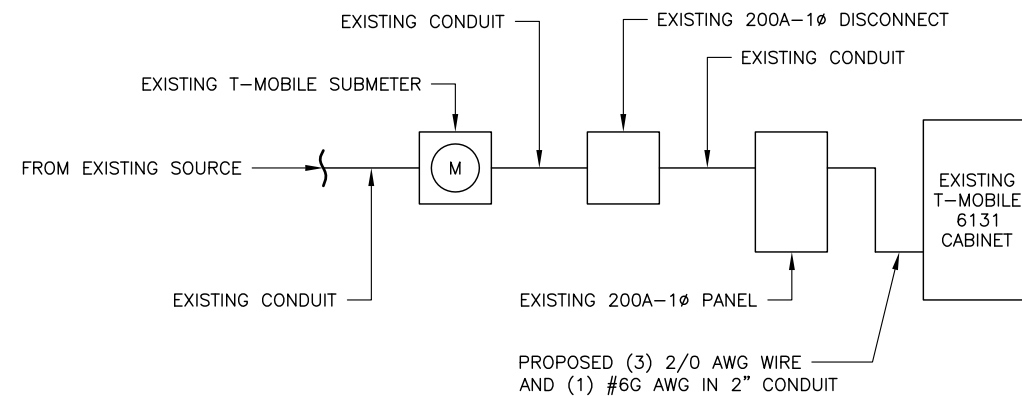 EXISTING CONDUIT
EXISTING 200A-1ø DISCONNECT
EXISTING CONDUIT
EXISTING T-MOBILE SUBMETER
FROM EXISTING SOURCE
M
EXISTING
T-MOBILE
6131
CABINET
EXISTING CONDUIT
EXISTING 200A-1ø PANEL
PROPOSED (3) 2/0 AWG WIRE
AND (1) #6G AWG IN 2" CONDUIT